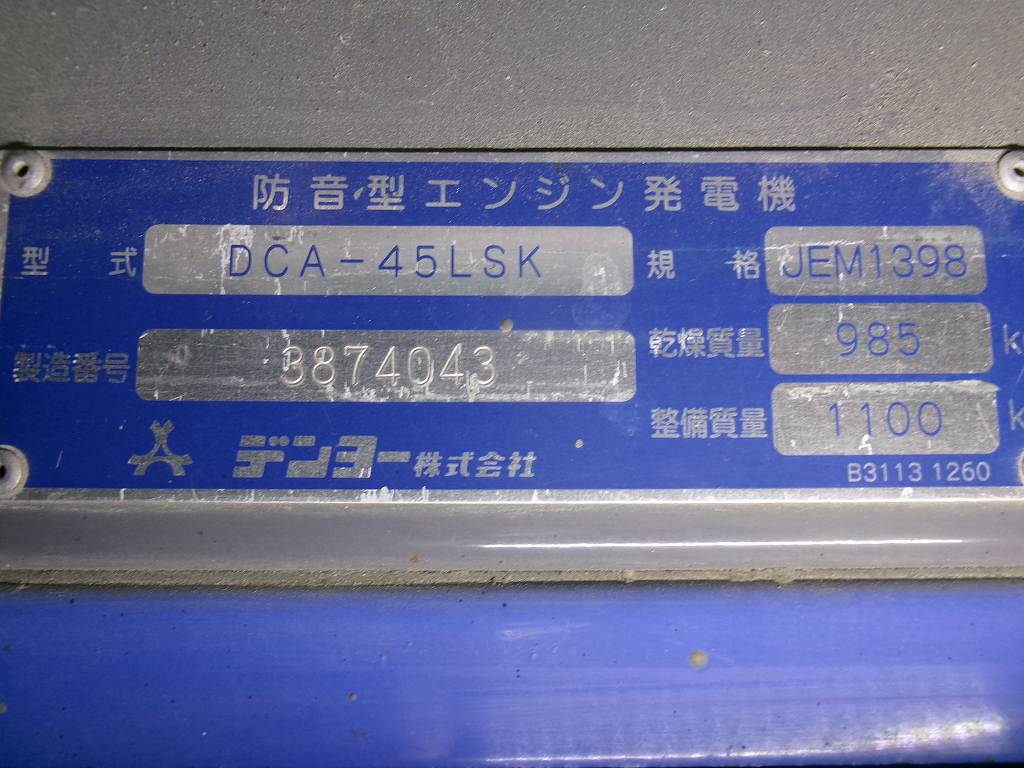 防音型エンジン発電機
型式 DCA-45LSK 規格 JEM1398
製造番号 3874043 乾燥質量 985 kg
整備質量 1100 k
デンヨー株式会社
B3113 1260